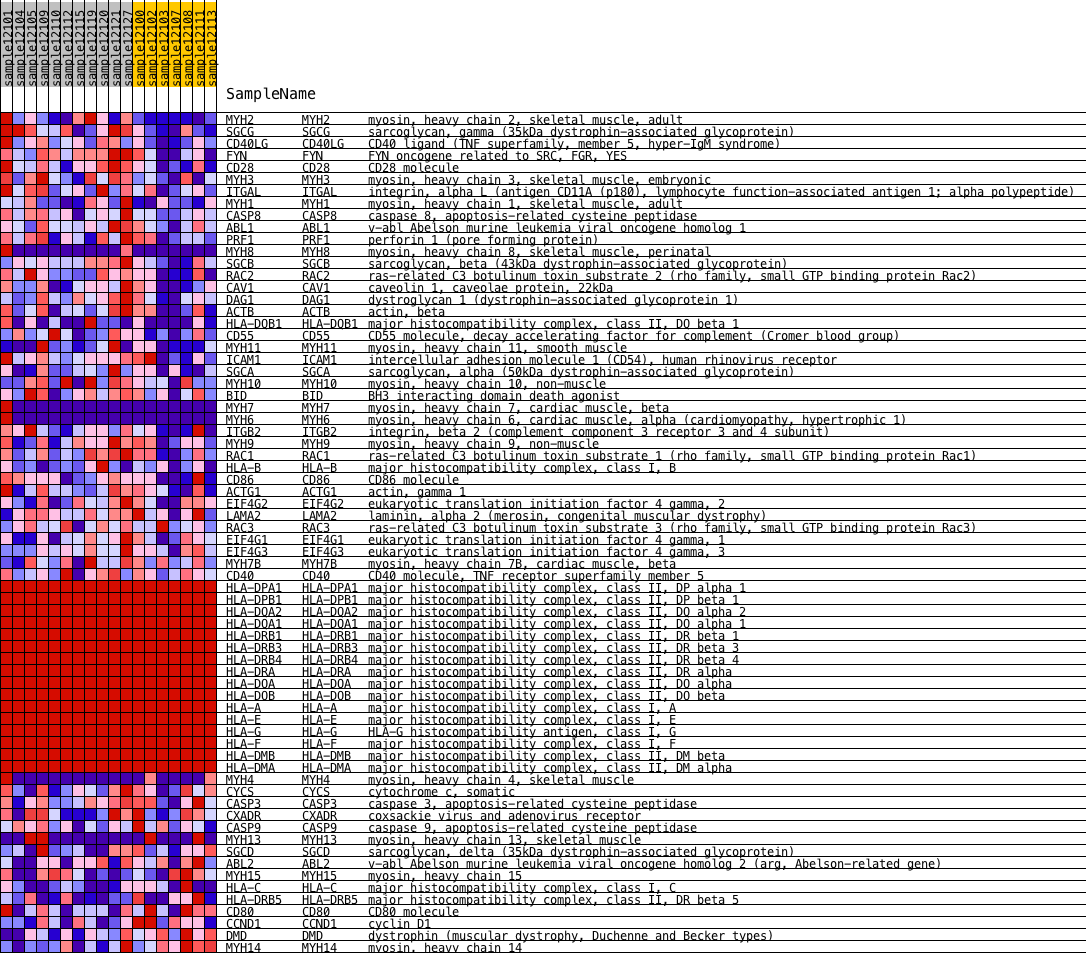 sample12101 sample12104 sample12105 sample12109 sample12110 sample12112 sample12115 sample12119 sample12120 sample12121 sample12127 sample12100 sample12102 sample12103 sample12107 sample12108 sample12111 sample12113
SampleName
MYH2 MYH2 myosin, heavy chain 2, skeletal muscle, adult
SGCG SGCG sarcoglycan, gamma (35kDa dystrophin-associated glycoprotein)
CD40LG CD40LG CD40 ligand (TNF superfamily, member 5, hyper-IgM syndrome)
FYN FYN FYN oncogene related to SRC, FGR, YES
CD28 CD28 CD28 molecule
MYH3 MYH3 myosin, heavy chain 3, skeletal muscle, embryonic
ITGAL ITGAL integrin, alpha L (antigen CD11A (p180), lymphocyte function-associated antigen 1; alpha polypeptide)
MYH1 MYH1 myosin, heavy chain 1, skeletal muscle, adult
CASP8 CASP8 caspase 8, apoptosis-related cysteine peptidase
ABL1 ABL1 v-abl Abelson murine leukemia viral oncogene homolog 1
PRF1 PRF1 perforin 1 (pore forming protein)
MYH8 MYH8 myosin, heavy chain 8, skeletal muscle, perinatal
SGCB SGCB sarcoglycan, beta (43kDa dystrophin-associated glycoprotein)
RAC2 RAC2 ras-related C3 botulinum toxin substrate 2 (rho family, small GTP binding protein Rac2)
CAV1 CAV1 caveolin 1, caveolae protein, 22kDa
DAG1 DAG1 dystroglycan 1 (dystrophin-associated glycoprotein 1)
ACTB ACTB actin, beta
HLA-DQB1 HLA-DQB1 major histocompatibility complex, class II, DQ beta 1
CD55 CD55 CD55 molecule, decay accelerating factor for complement (Cromer blood group)
MYH11 MYH11 myosin, heavy chain 11, smooth muscle
ICAM1 ICAM1 intercellular adhesion molecule 1 (CD54), human rhinovirus receptor
SGCA SGCA sarcoglycan, alpha (50kDa dystrophin-associated glycoprotein)
MYH10 MYH10 myosin, heavy chain 10, non-muscle
BID BID BH3 interacting domain death agonist
MYH7 MYH7 myosin, heavy chain 7, cardiac muscle, beta
MYH6 MYH6 myosin, heavy chain 6, cardiac muscle, alpha (cardiomyopathy, hypertrophic 1)
ITGB2 ITGB2 integrin, beta 2 (complement component 3 receptor 3 and 4 subunit)
MYH9 MYH9 myosin, heavy chain 9, non-muscle
RAC1 RAC1 ras-related C3 botulinum toxin substrate 1 (rho family, small GTP binding protein Rac1)
HLA-B HLA-B major histocompatibility complex, class I, B
CD86 CD86 CD86 molecule
ACTG1 ACTG1 actin, gamma 1
EIF4G2 EIF4G2 eukaryotic translation initiation factor 4 gamma, 2
LAMA2 LAMA2 laminin, alpha 2 (merosin, congenital muscular dystrophy)
RAC3 RAC3 ras-related C3 botulinum toxin substrate 3 (rho family, small GTP binding protein Rac3)
EIF4G1 EIF4G1 eukaryotic translation initiation factor 4 gamma, 1
EIF4G3 EIF4G3 eukaryotic translation initiation factor 4 gamma, 3
MYH7B MYH7B myosin, heavy chain 7B, cardiac muscle, beta
CD40 CD40 CD40 molecule, TNF receptor superfamily member 5
HLA-DPA1 HLA-DPA1 major histocompatibility complex, class II, DP alpha 1
HLA-DPB1 HLA-DPB1 major histocompatibility complex, class II, DP beta 1
HLA-DQA2 HLA-DQA2 major histocompatibility complex, class II, DQ alpha 2
HLA-DQA1 HLA-DQA1 major histocompatibility complex, class II, DQ alpha 1
HLA-DRB1 HLA-DRB1 major histocompatibility complex, class II, DR beta 1
HLA-DRB3 HLA-DRB3 major histocompatibility complex, class II, DR beta 3
HLA-DRB4 HLA-DRB4 major histocompatibility complex, class II, DR beta 4
HLA-DRA HLA-DRA major histocompatibility complex, class II, DR alpha
HLA-DOA HLA-DOA major histocompatibility complex, class II, DO alpha
HLA-DOB HLA-DOB major histocompatibility complex, class II, DO beta
HLA-A HLA-A major histocompatibility complex, class I, A
HLA-E HLA-E major histocompatibility complex, class I, E
HLA-G HLA-G HLA-G histocompatibility antigen, class I, G
HLA-F HLA-F major histocompatibility complex, class I, F
HLA-DMB HLA-DMB major histocompatibility complex, class II, DM beta
HLA-DMA HLA-DMA major histocompatibility complex, class II, DM alpha
MYH4 MYH4 myosin, heavy chain 4, skeletal muscle
CYCS CYCS cytochrome c, somatic
CASP3 CASP3 caspase 3, apoptosis-related cysteine peptidase
CXADR CXADR coxsackie virus and adenovirus receptor
CASP9 CASP9 caspase 9, apoptosis-related cysteine peptidase
MYH13 MYH13 myosin, heavy chain 13, skeletal muscle
SGCD SGCD sarcoglycan, delta (35kDa dystrophin-associated glycoprotein)
ABL2 ABL2 v-abl Abelson murine leukemia viral oncogene homolog 2 (arg, Abelson-related gene)
MYH15 MYH15 myosin, heavy chain 15
HLA-C HLA-C major histocompatibility complex, class I, C
HLA-DRB5 HLA-DRB5 major histocompatibility complex, class II, DR beta 5
CD80 CD80 CD80 molecule
CCND1 CCND1 cyclin D1
DMD DMD dystrophin (muscular dystrophy, Duchenne and Becker types)
MYH14 MYH14 myosin, heavy chain 14